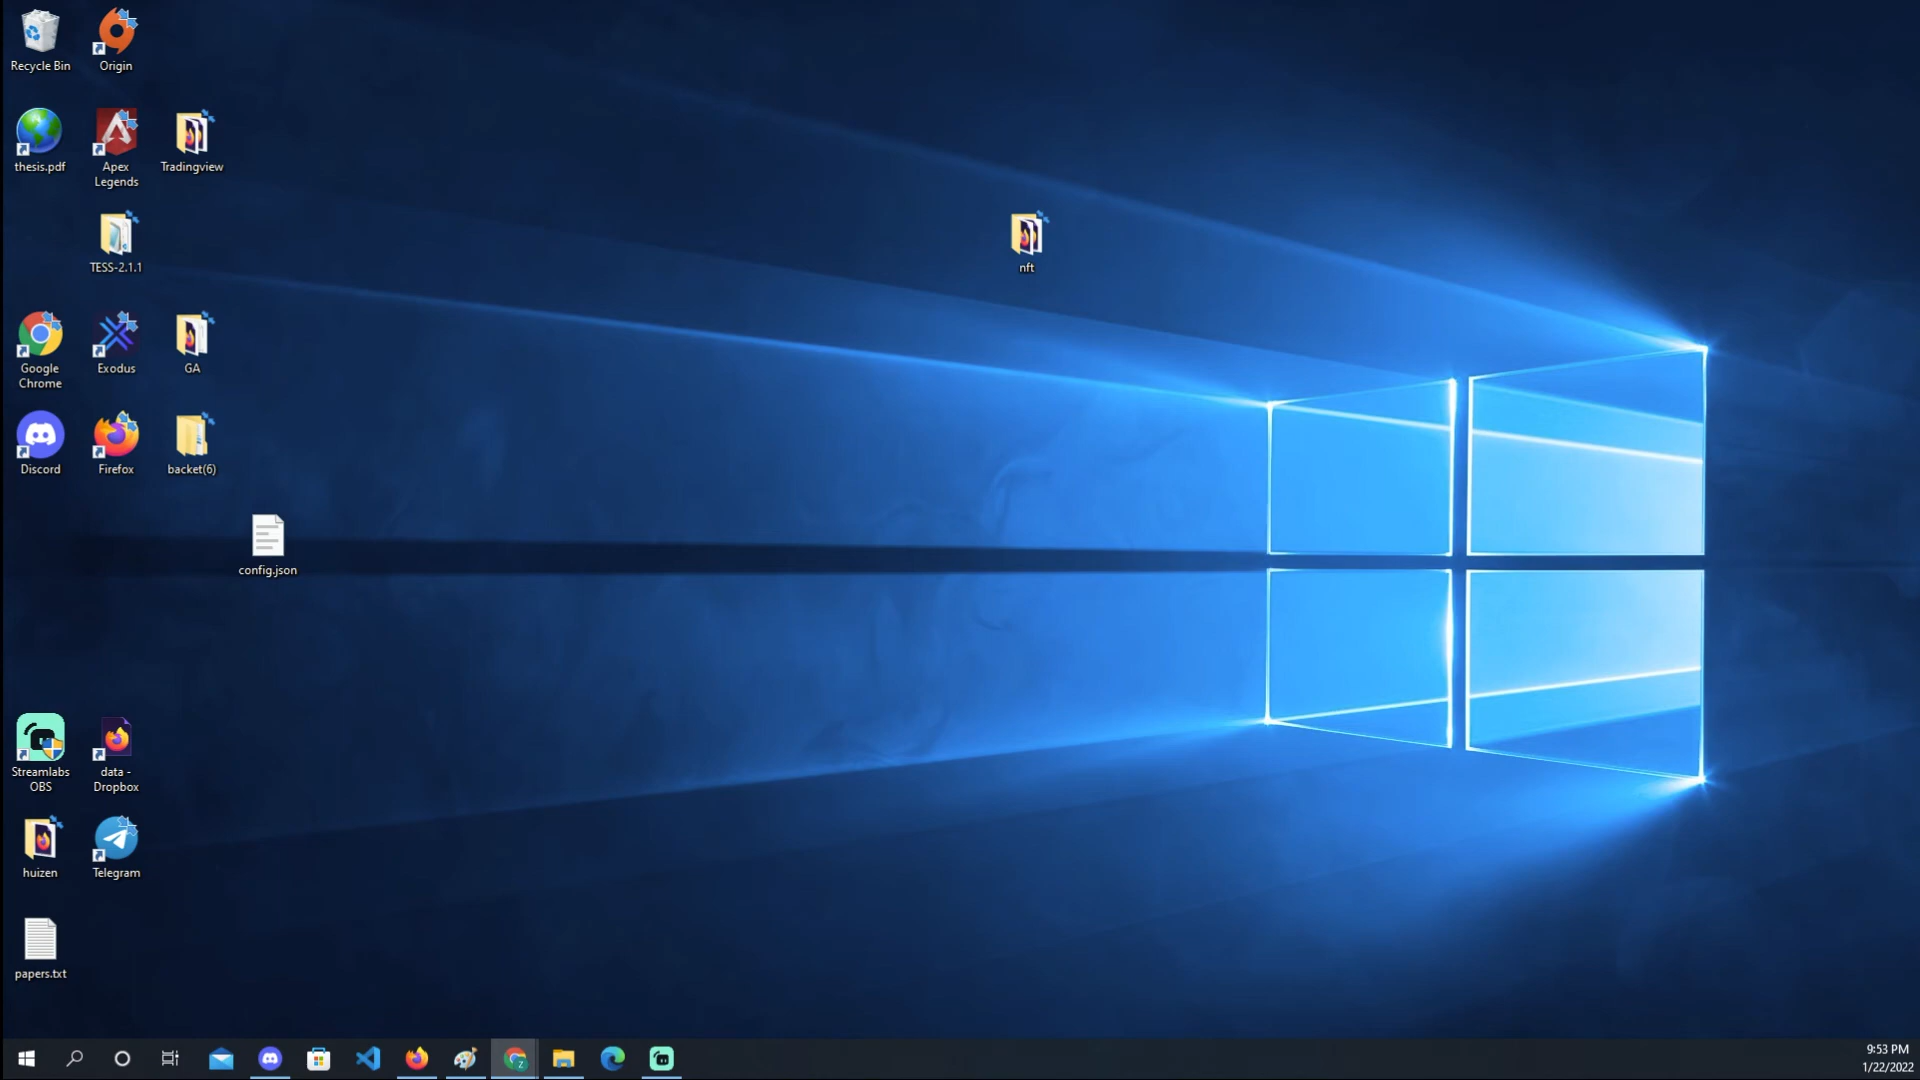 Recycle Bin
Origin
thesis.pdf
Apex
Legends
Tradingview
TESS-2.1.1
nft
Google
Chrome
Exodus
GA
Discord
Firefox
backet(6)
config.json
Streamlabs
OBS
data -
Dropbox
huizen
Telegram
papers.txt
9:53 PM
1/22/2022